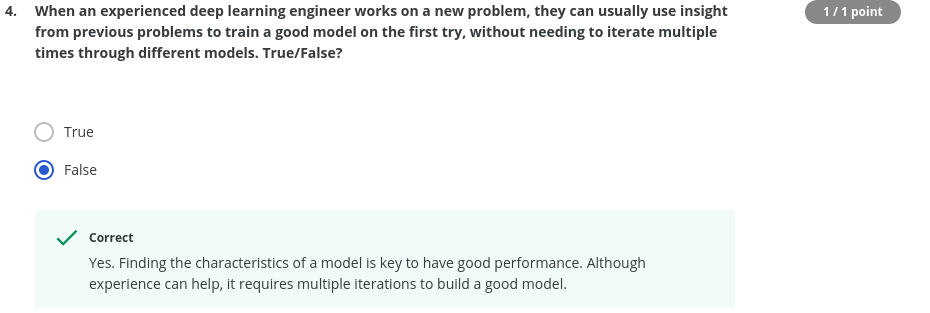 4. When an experienced deep learning engineer works on a new problem, they can usually use insight
from previous problems to train a good model on the first try, without needing to iterate multiple
times through different models. True/False?
1 / 1 point
True
False
Correct
Yes. Finding the characteristics of a model is key to have good performance. Although
experience can help, it requires multiple iterations to build a good model.